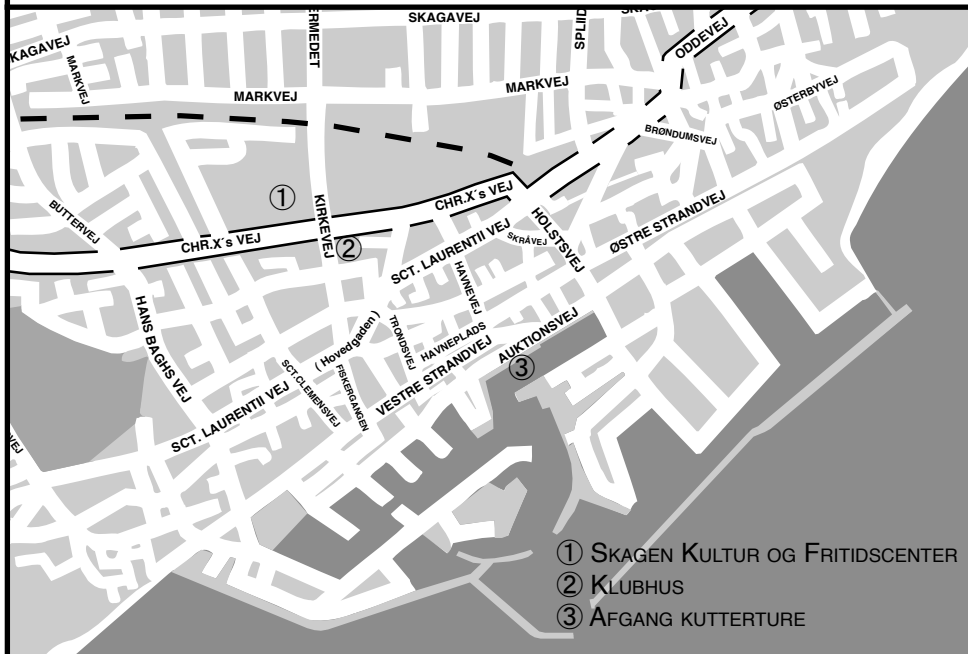 ERMEDET
SKAGAVEJ
SPLIID
SKA
KAGAVEJ
MARKVEJ
MARKVEJ
MARKVEJ
ODDEVEJ
ØSTERBYVEJ
BRØNDUMSVEJ
①
BUTTERVEJ
CHR.X´s VEJ
KIRKEVEJ
②
CHR.X´s VEJ
HOLSTSVEJ
SKRÅVEJ
SCT. LAURENTII VEJ
ØSTRE STRANDVEJ
HAVNEVEJ
HANS BAGHS VEJ
( Hovedgaden )
TRONDSVEJ
HAVNEPLADS
AUKTIONSVEJ
③
VESTRE STRANDVEJ
SCT.CLEMENSVEJ
FISKERGANGEN
SCT. LAURENTII VEJ
VEJ
① SKAGEN KULTUR OG FRITIDSCENTER
② KLUBHUS
③ AFGANG KUTTERTURE